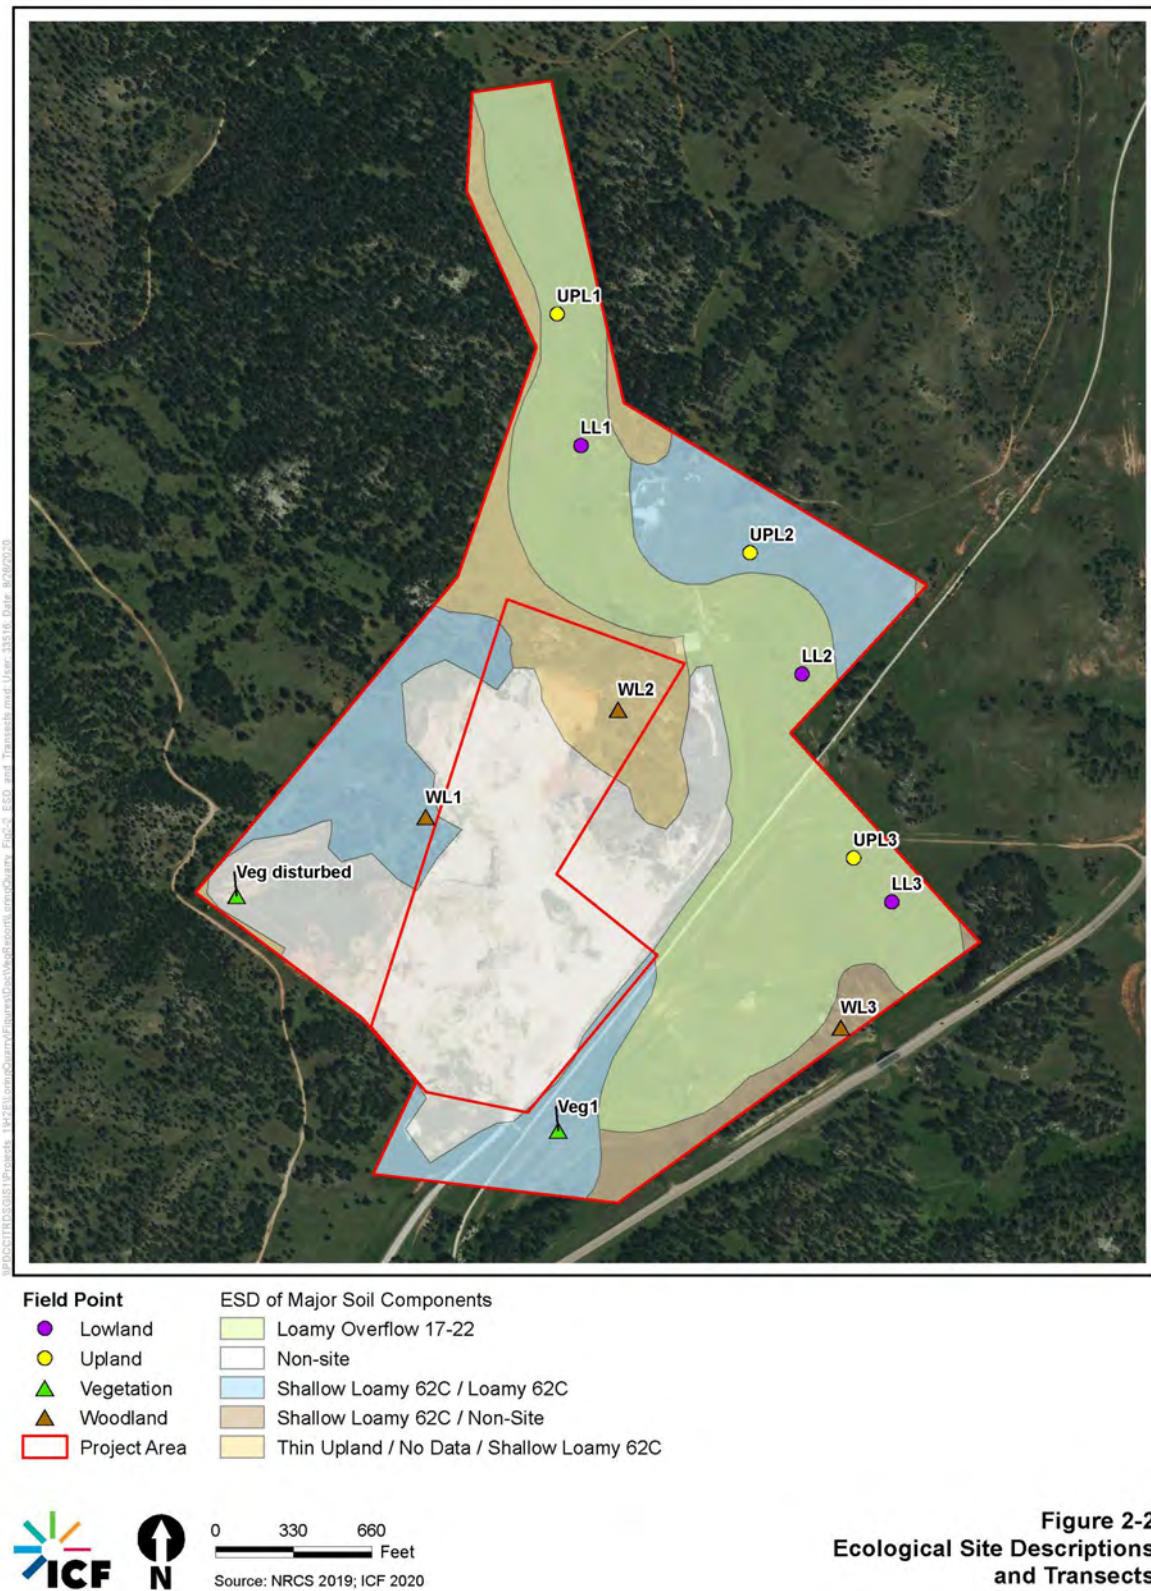 UPL1
LL1
UPL2
LL2
WL2
WL1
UPL3
Veg disturbed
LL3
WL3
Veg1
Field Point
Lowland
Upland
Vegetation
Woodland
Project Area
ESD of Major Soil Components
Loamy Overflow 17-22
Non-site
Shallow Loamy 62C / Loamy 62C
Shallow Loamy 62C / Non-Site
Thin Upland / No Data / Shallow Loamy 62C
ICF
N
0 330 660
Feet
Source: NRCS 2019; ICF 2020
Figure 2-2
Ecological Site Descriptions
and Transects